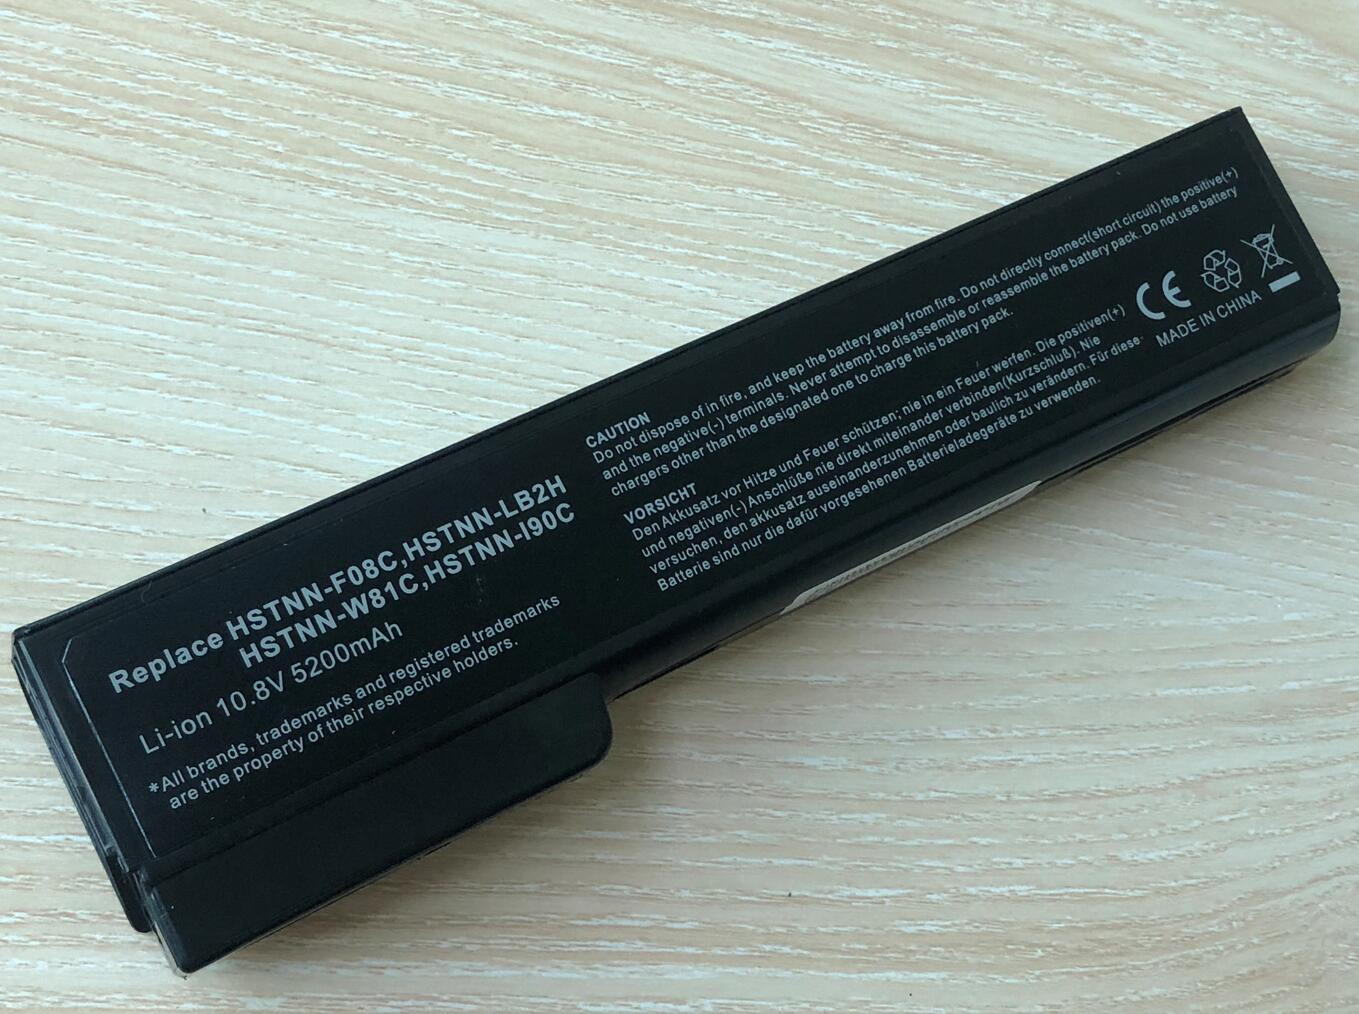 Replace HSTNN-F08C,HSTNN-LB2H
HSTNN-W81C,HSTNN-I90C
Li-ion 10.8V 5200mAh
*All brands, trademarks and registered trademarks
are the property of their respective holders.
CAUTION
Do not dispose of in fire, and keep the battery away from fire. Do not directly connect(short circuit) the positive(+)
and the negative(-) terminals. Never attempt to disassemble or reassemble the battery pack. Do not use battery
chargers other than the designated one to charge this battery pack.
VORSICHT
Den Akkusatz vor Hitze und Feuer schützen; nie in ein Feuer werfen. Die positiven(+)
und negativen(-) Anschlüße nie direkt miteinander verbinden(Kurzschluß). Nie
versuchen, den akkusatz auseinanderzunehmen oder baulich zu verändern. Für diese
Batterie sind nur die dafür vorgesehenen Batterieladegeräte zu verwenden.
CE
MADE IN CHINA